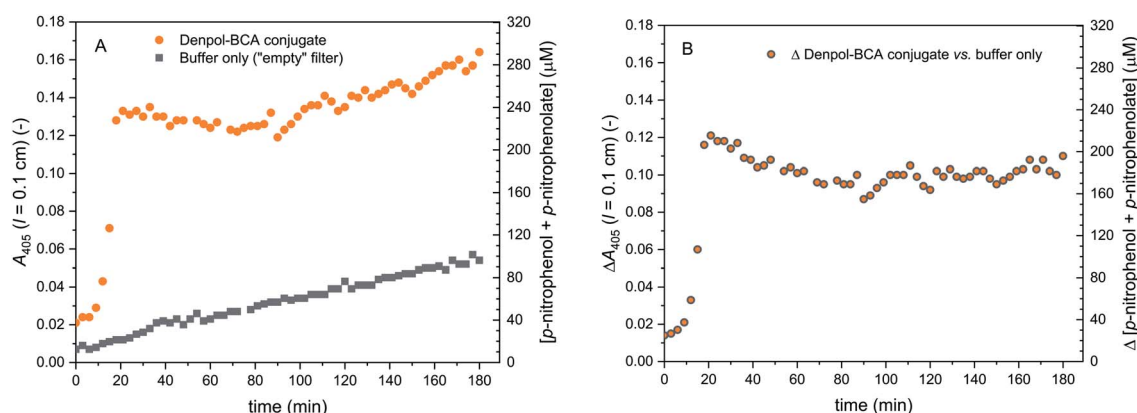 A
Denpol-BCA conjugate
Buffer only ("empty" filter)
A405 (l = 0.1 cm) (-)
0.18
0.16
0.14
0.12
0.10
0.08
0.06
0.04
0.02
0.00
0 20 40 60 80 100 120 140 160 180
time (min)
320
280
240
200
160
120
80
40
0
[p-nitrophenol + p-nitrophenolate] (µM)
B
Δ Denpol-BCA conjugate vs. buffer only
ΔA405 (l = 0.1 cm) (-)
0.18
0.16
0.14
0.12
0.10
0.08
0.06
0.04
0.02
0.00
0 20 40 60 80 100 120 140 160 180
time (min)
320
280
240
200
160
120
80
40
0
Δ [p-nitrophenol + p-nitrophenolate] (µM)